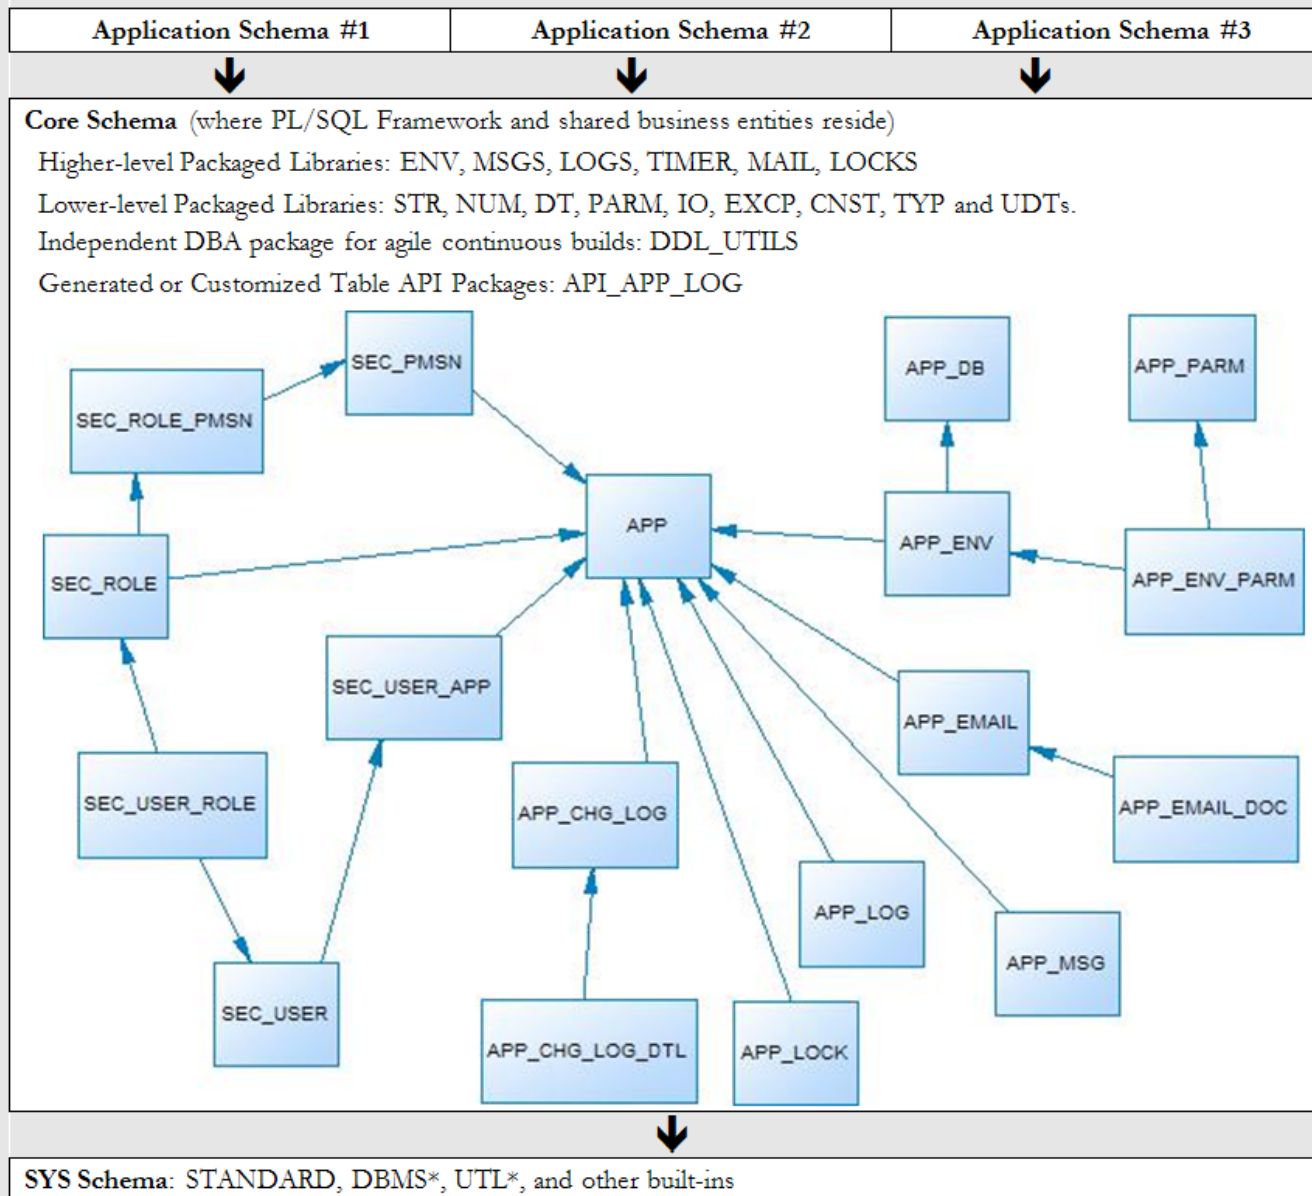 Application Schema #1
Application Schema #2
Application Schema #3
Core Schema (where PL/SQL Framework and shared business entities reside)
Higher-level Packaged Libraries: ENV, MSGS, LOGS, TIMER, MAIL, LOCKS
Lower-level Packaged Libraries: STR, NUM, DT, PARM, IO, EXCP, CNST, TYP and UDTs.
Independent DBA package for agile continuous builds: DDL_UTILS
Generated or Customized Table API Packages: API_APP_LOG
SEC_PMSN
APP_DB
APP_PARM
SEC_ROLE_PMSN
APP
APP_ENV
SEC_ROLE
APP_ENV_PARM
SEC_USER_APP
APP_EMAIL
SEC_USER_ROLE
APP_CHG_LOG
APP_EMAIL_DOC
APP_LOG
APP_MSG
SEC_USER
APP_CHG_LOG_DTL
APP_LOCK
SYS Schema: STANDARD, DBMS*, UTL*, and other built-ins